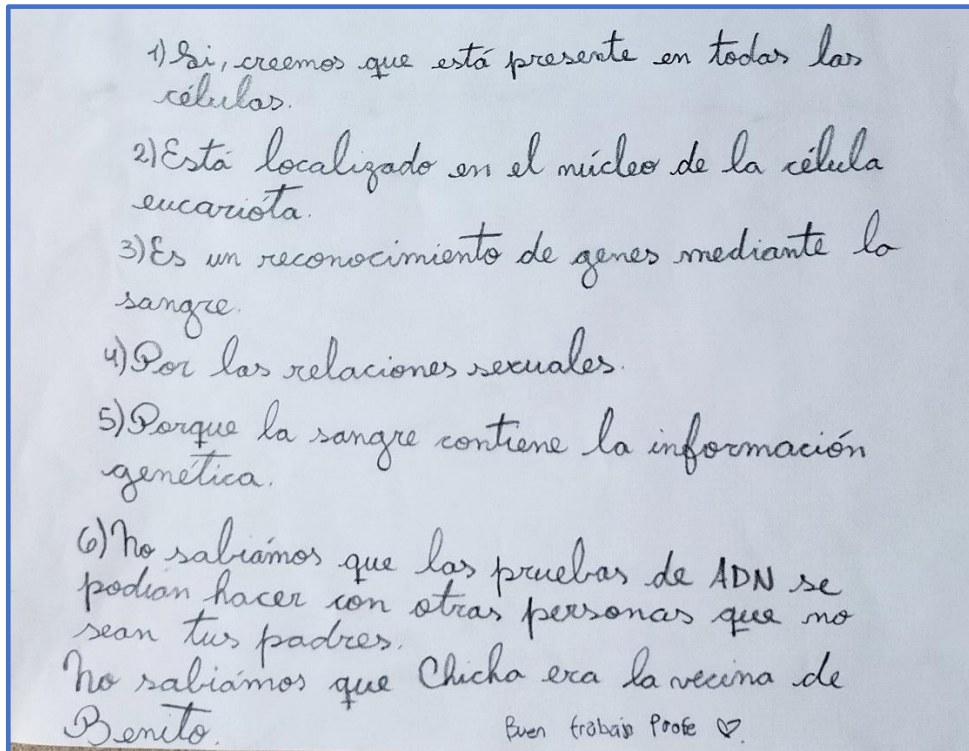 1) Si, creemos que está presente en todas las
células.
2) Está localizado en el núcleo de la célula
eucariota.
3) Es un reconocimiento de genes mediante la
sangre.
4) Por las relaciones sexuales.
5) Porque la sangre contiene la información
genética.
6) No sabíamos que las pruebas de ADN se
podían hacer con otras personas que no
sean tus padres.
No sabíamos que Chicha era la vecina de
Benito.
Buen trabajo Profe ♡.